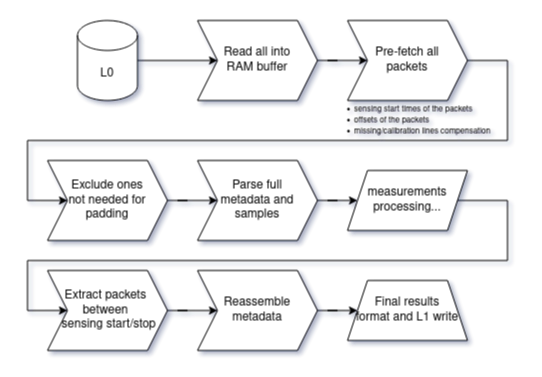 L0
Read all into
RAM buffer
Pre-fetch all
packets
• sensing start times of the packets
• offsets of the packets
• missing/calibration lines compensation
Exclude ones
not needed for
padding
Parse full
metadata and
samples
measurements
processing...
Extract packets
between
sensing start/stop
Reassemble
metadata
Final results
format and L1 write